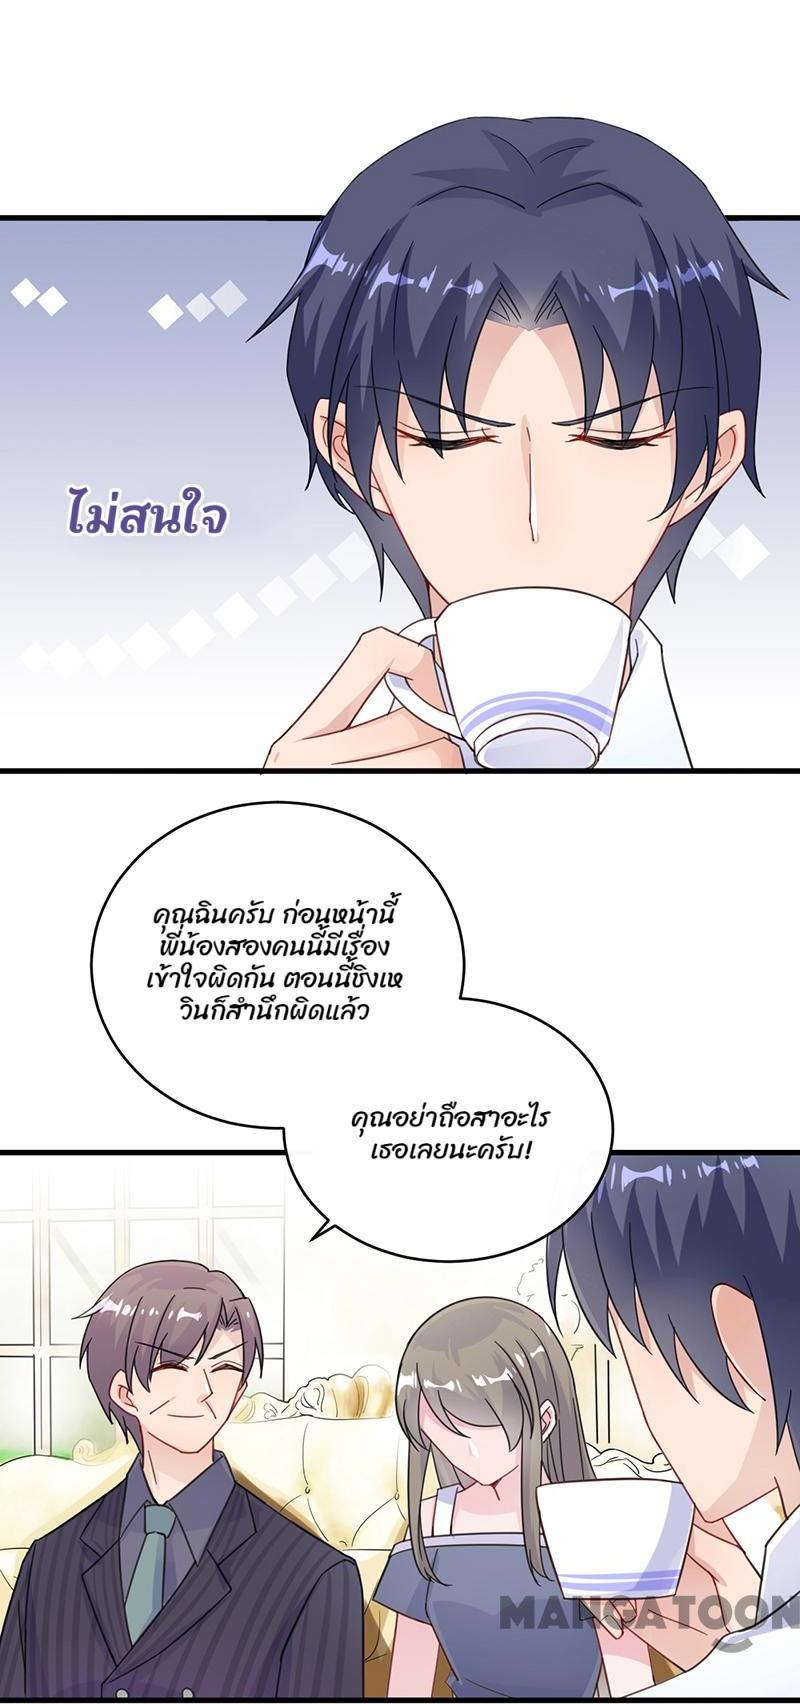 ไม่สนใจ
คุณฉินครับ ก่อนหน้านี้
พี่น้องสองคนนี้มีเรื่อง
เข้าใจผิดกัน ตอนนี้ชิงเห
วินก็สำนึกผิดแล้ว
คุณอย่าถือสาอะไร
เธอเลยนะครับ!
MANGATOON